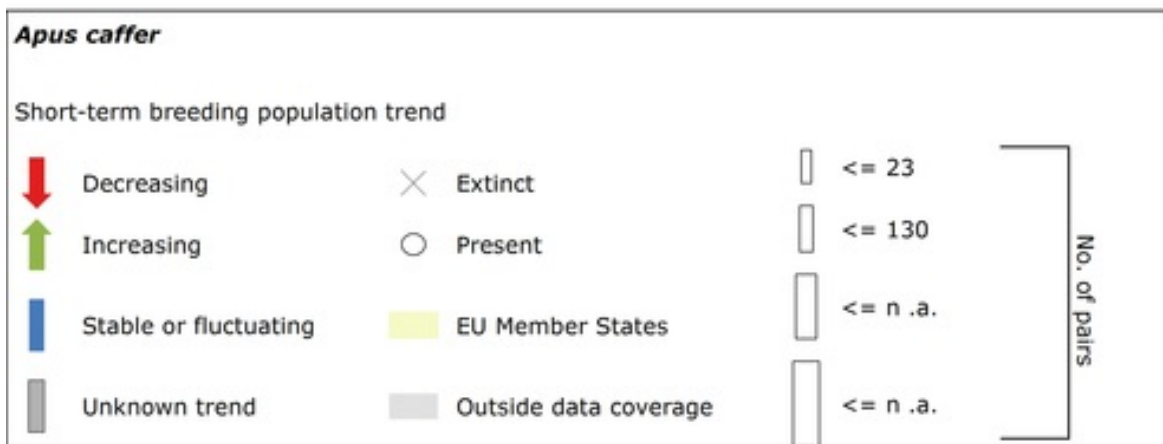 Apus caffer
Short-term breeding population trend
Decreasing
Extinct
<= 23
Increasing
Present
<= 130
Stable or fluctuating
EU Member States
<= n .a.
Unknown trend
Outside data coverage
<= n .a.
No. of pairs